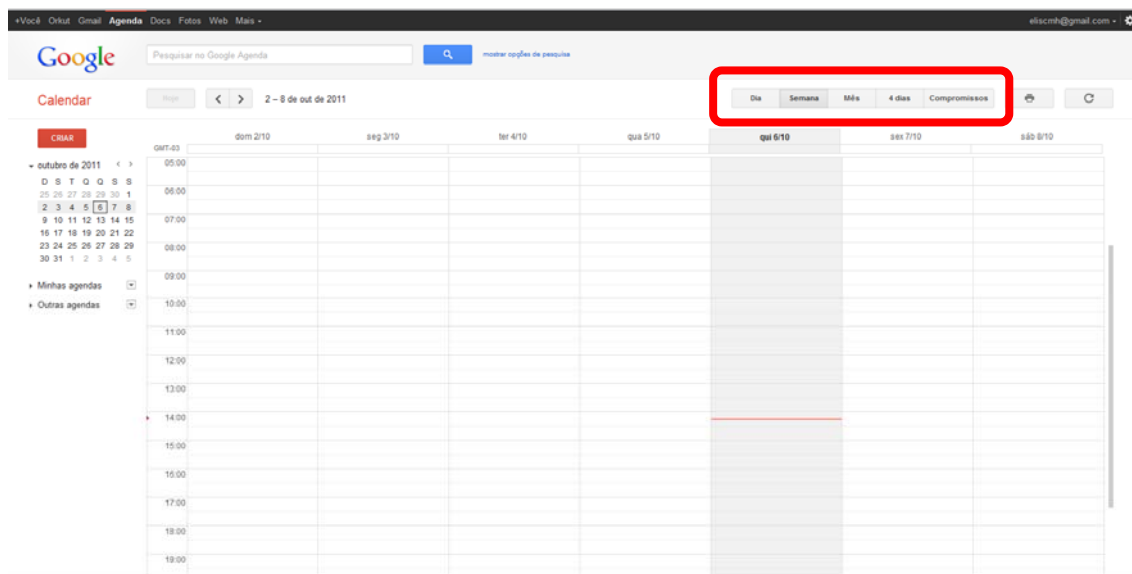 +Você Orkut Gmail Agenda Docs Fotos Web Mais
eliscmh@gmail.com
Google
Pesquisar no Google Agenda
mostrar opções de pesquisa
Calendar
Hoje
2 – 8 de out de 2011
Dia Semana Mês 4 dias Compromissos
CRIAR
dom 2/10 seg 3/10 ter 4/10 qua 5/10 qui 6/10 sex 7/10 sáb 8/10
GMT-03
outubro de 2011
D S T Q Q S S
25 26 27 28 29 30 1
2 3 4 5 6 7 8
9 10 11 12 13 14 15
16 17 18 19 20 21 22
23 24 25 26 27 28 29
30 31 1 2 3 4 5
Minhas agendas
Outras agendas
05:00
06:00
07:00
08:00
09:00
10:00
11:00
12:00
13:00
14:00
15:00
16:00
17:00
18:00
19:00